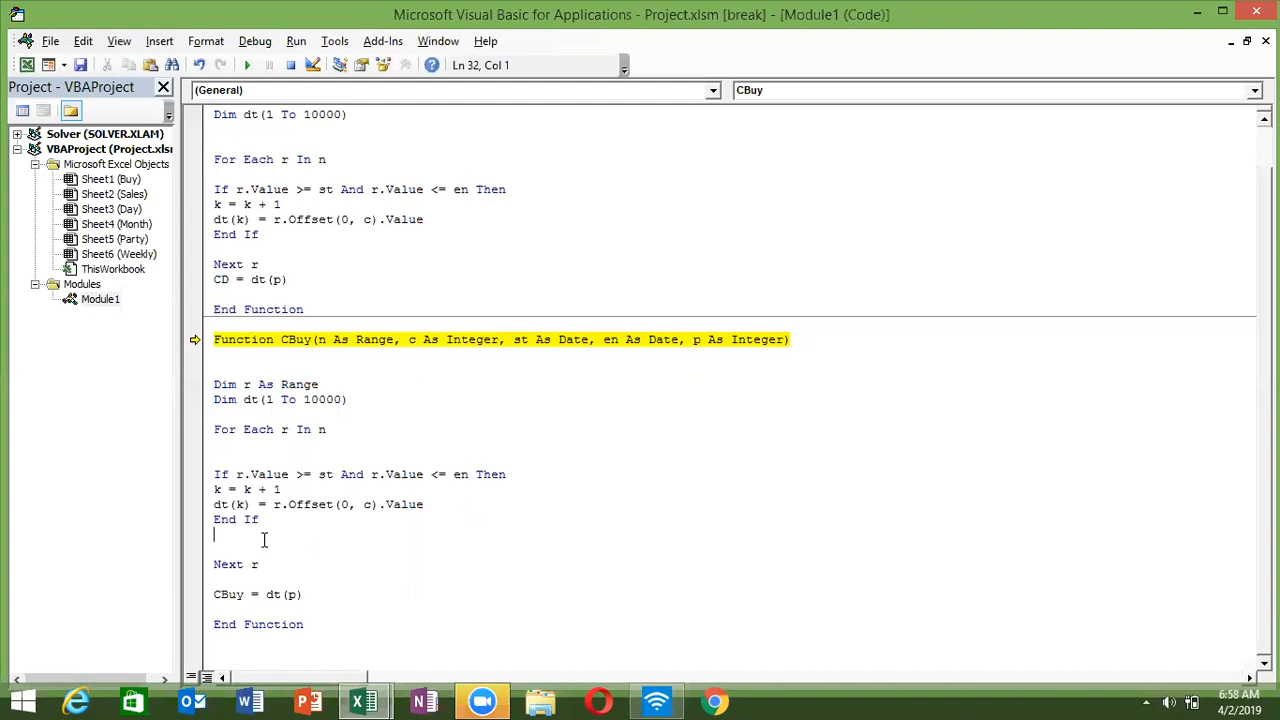 Microsoft Visual Basic for Applications - Project.xlsm [break] - [Module1 (Code)]
File Edit View Insert Format Debug Run Tools Add-Ins Window Help
Ln 32, Col 1
Project - VBAProject
(General)
CBuy
Solver (SOLVER.XLAM)
VBAProject (Project.xlsm
Microsoft Excel Objects
Sheet1 (Buy)
Sheet2 (Sales)
Sheet3 (Day)
Sheet4 (Month)
Sheet5 (Party)
Sheet6 (Weekly)
ThisWorkbook
Modules
Module1
Dim dt(1 To 10000)
For Each r In n
If r.Value >= st And r.Value <= en Then
k = k + 1
dt(k) = r.Offset(0, c).Value
End If
Next r
CD = dt(p)
End Function
Function CBuy(n As Range, c As Integer, st As Date, en As Date, p As Integer)
Dim r As Range
Dim dt(1 To 10000)
For Each r In n
If r.Value >= st And r.Value <= en Then
k = k + 1
dt(k) = r.Offset(0, c).Value
End If
Next r
CBuy = dt(p)
End Function
6:58 AM
4/2/2019